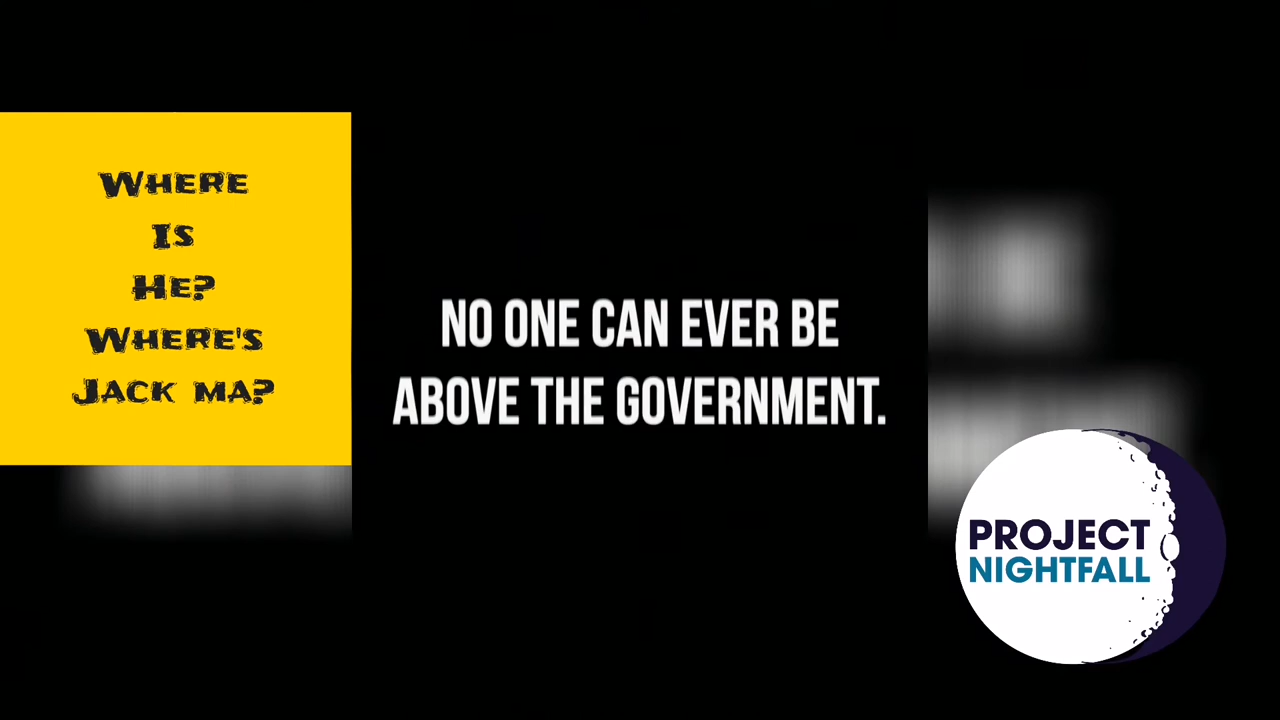 Where
Is
He?
Where's
Jack ma?
NO ONE CAN EVER BE
ABOVE THE GOVERNMENT.
PROJECT
NIGHTFALL